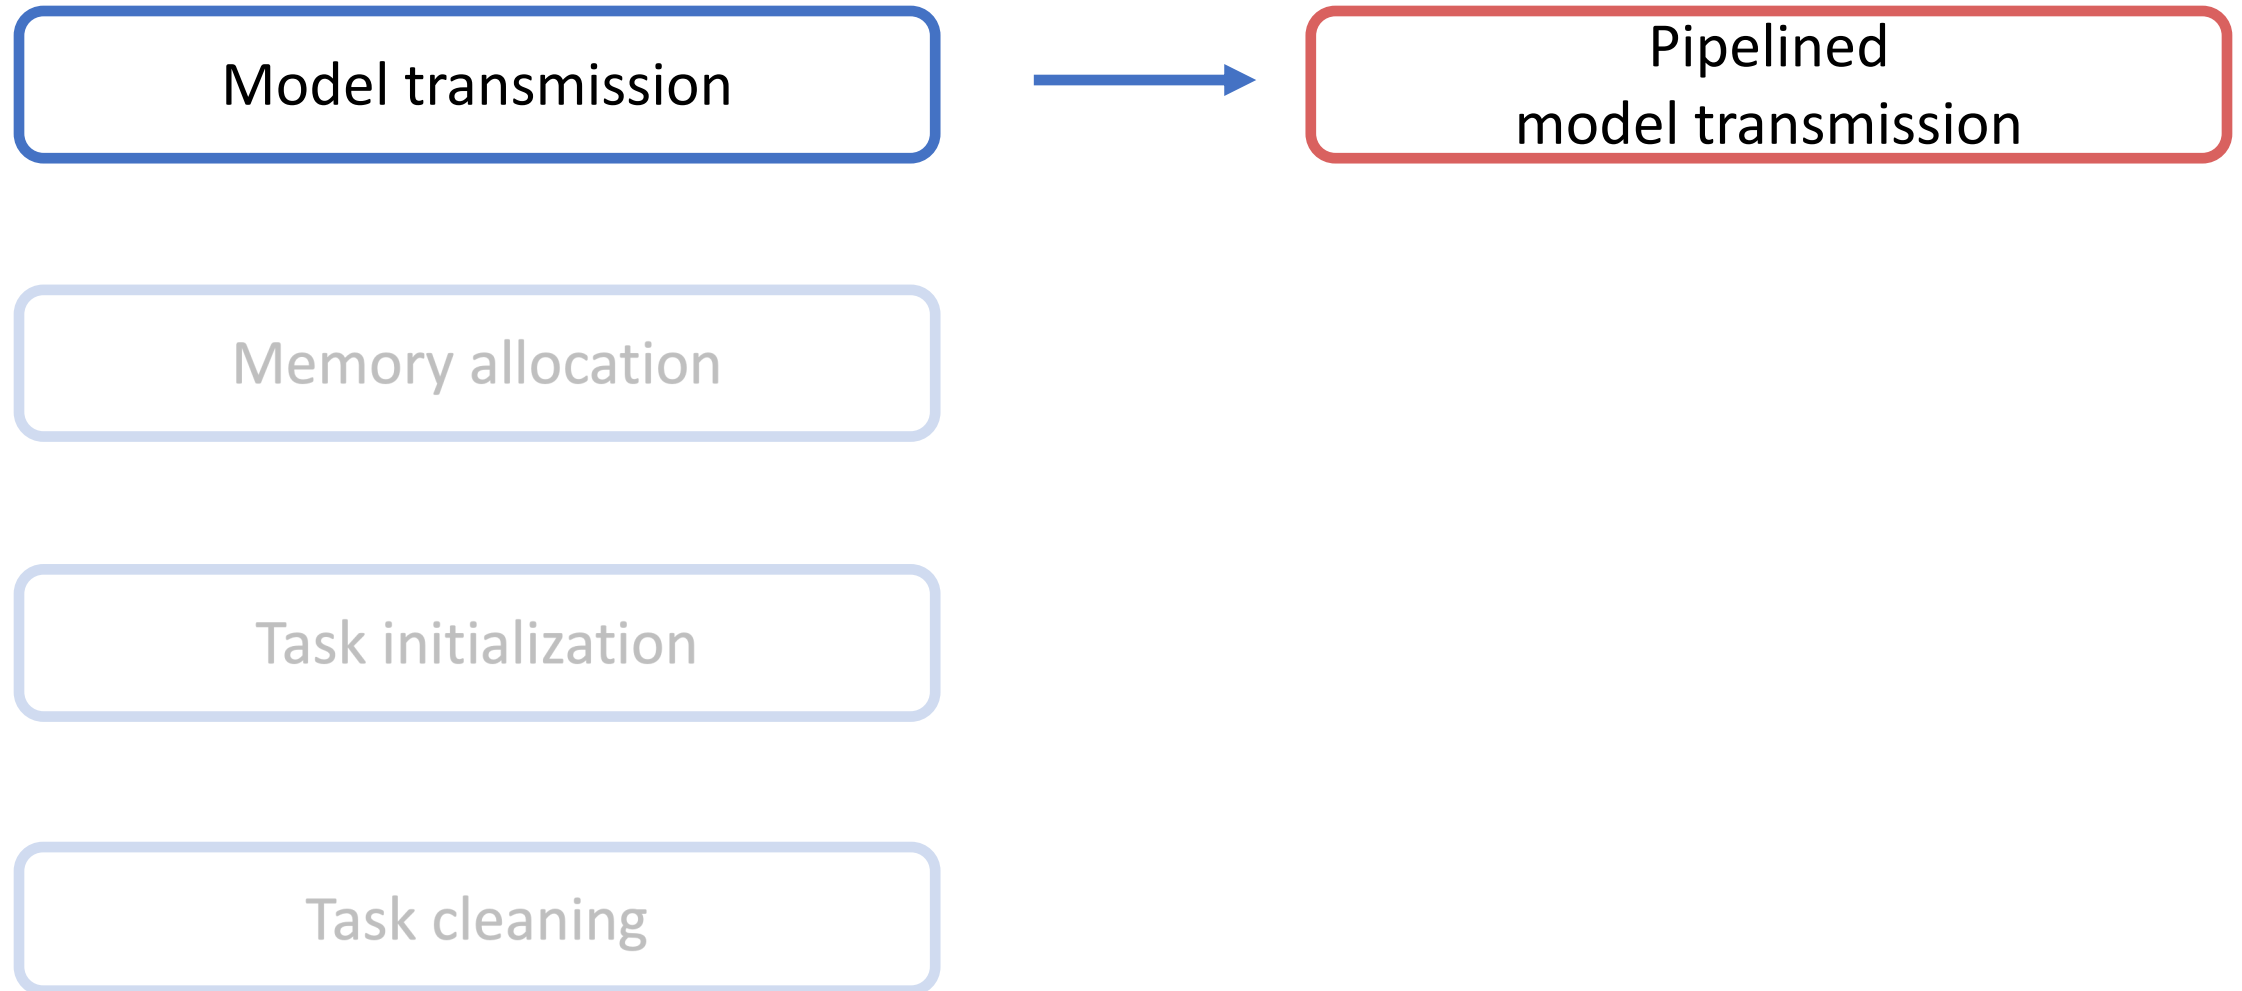 Model transmission
Pipelined
model transmission
Memory allocation
Task initialization
Task cleaning